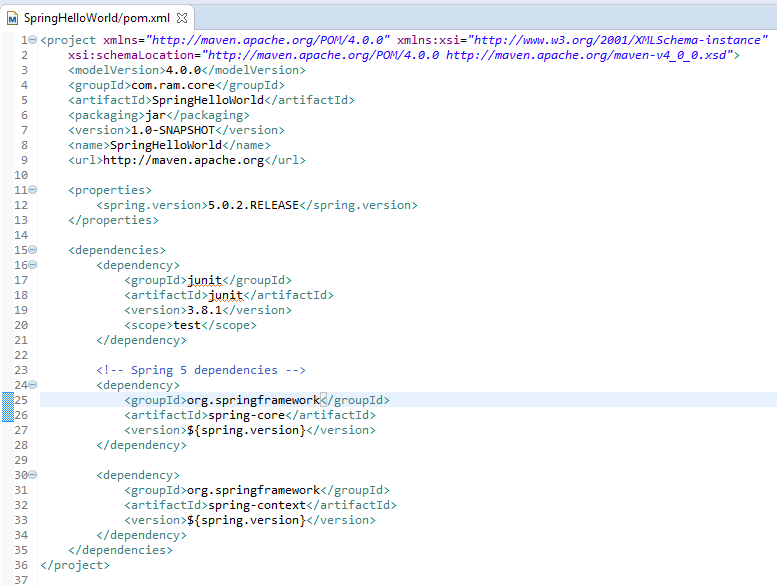 SpringHelloWorld/pom.xml
1 <project xmlns="http://maven.apache.org/POM/4.0.0" xmlns:xsi="http://www.w3.org/2001/XMLSchema-instance"
2     xsi:schemaLocation="http://maven.apache.org/POM/4.0.0 http://maven.apache.org/maven-v4_0_0.xsd">
3     <modelVersion>4.0.0</modelVersion>
4     <groupId>com.ram.core</groupId>
5     <artifactId>SpringHelloWorld</artifactId>
6     <packaging>jar</packaging>
7     <version>1.0-SNAPSHOT</version>
8     <name>SpringHelloWorld</name>
9     <url>http://maven.apache.org</url>
10
11     <properties>
12         <spring.version>5.0.2.RELEASE</spring.version>
13     </properties>
14
15     <dependencies>
16         <dependency>
17             <groupId>junit</groupId>
18             <artifactId>junit</artifactId>
19             <version>3.8.1</version>
20             <scope>test</scope>
21         </dependency>
22
23         <!-- Spring 5 dependencies -->
24         <dependency>
25             <groupId>org.springframework</groupId>
26             <artifactId>spring-core</artifactId>
27             <version>${spring.version}</version>
28         </dependency>
29
30         <dependency>
31             <groupId>org.springframework</groupId>
32             <artifactId>spring-context</artifactId>
33             <version>${spring.version}</version>
34         </dependency>
35     </dependencies>
36 </project>
37